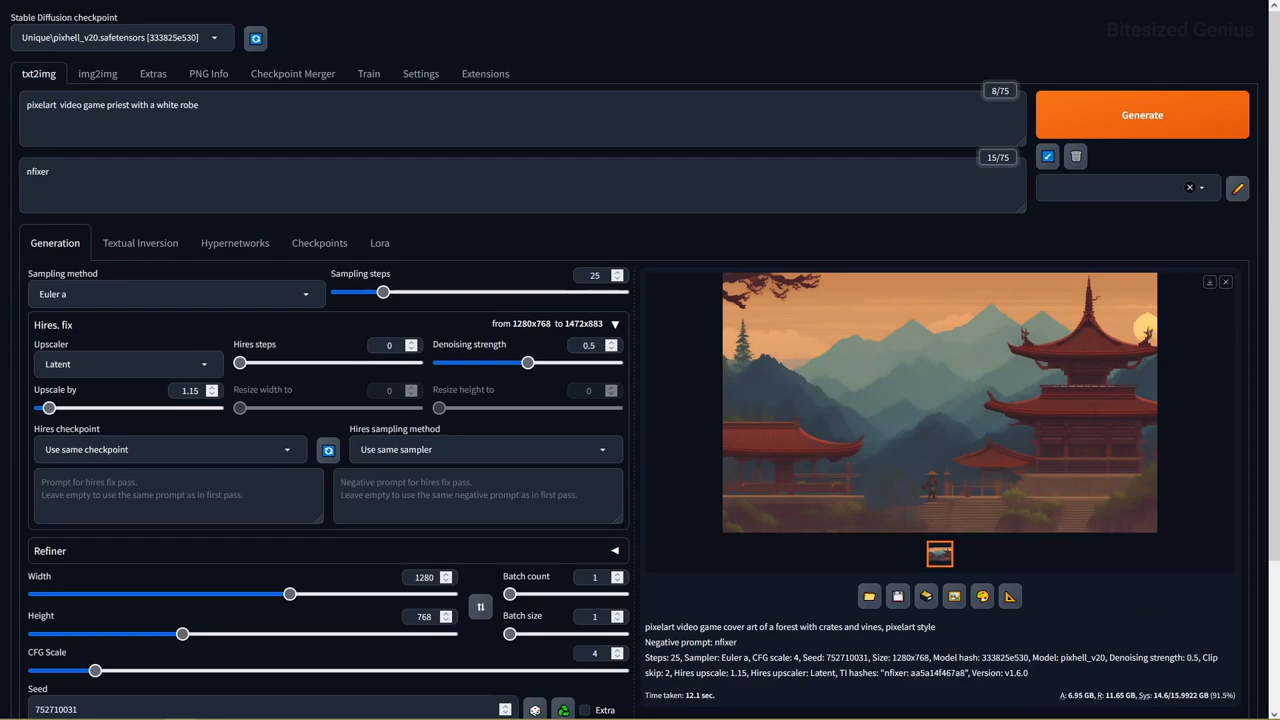 Stable Diffusion checkpoint
Unique\pixhell_v20.safetensors [333825e530]
Bitesized Genius
txt2img img2img Extras PNG Info Checkpoint Merger Train Settings Extensions
pixelart video game priest with a white robe
8/75
Generate
nfixer
15/75
Generation Textual Inversion Hypernetworks Checkpoints Lora
Sampling method
Euler a
Sampling steps
25
Hires. fix
from 1280x768 to 1472x883
Upscaler
Latent
Hires steps
0
Denoising strength
0.5
Upscale by
1.15
Resize width to
0
Resize height to
0
Hires checkpoint
Use same checkpoint
Hires sampling method
Use same sampler
Prompt for hires fix pass.
Leave empty to use the same prompt as in first pass.
Negative prompt for hires fix pass.
Leave empty to use the same negative prompt as in first pass.
Refiner
Width
1280
Batch count
1
Height
768
Batch size
1
CFG Scale
4
Seed
752710031
Extra
pixelart video game cover art of a forest with crates and vines, pixelart style
Negative prompt: nfixer
Steps: 25, Sampler: Euler a, CFG scale: 4, Seed: 752710031, Size: 1280x768, Model hash: 333825e530, Model: pixhell_v20, Denoising strength: 0.5, Clip
skip: 2, Hires upscale: 1.15, Hires upscaler: Latent, TI hashes: "nfixer: aa5a14f467a8", Version: v1.6.0
Time taken: 12.1 sec.
A: 6.95 GB, R: 11.65 GB, Sys: 14.6/15.9922 GB (91.5%)